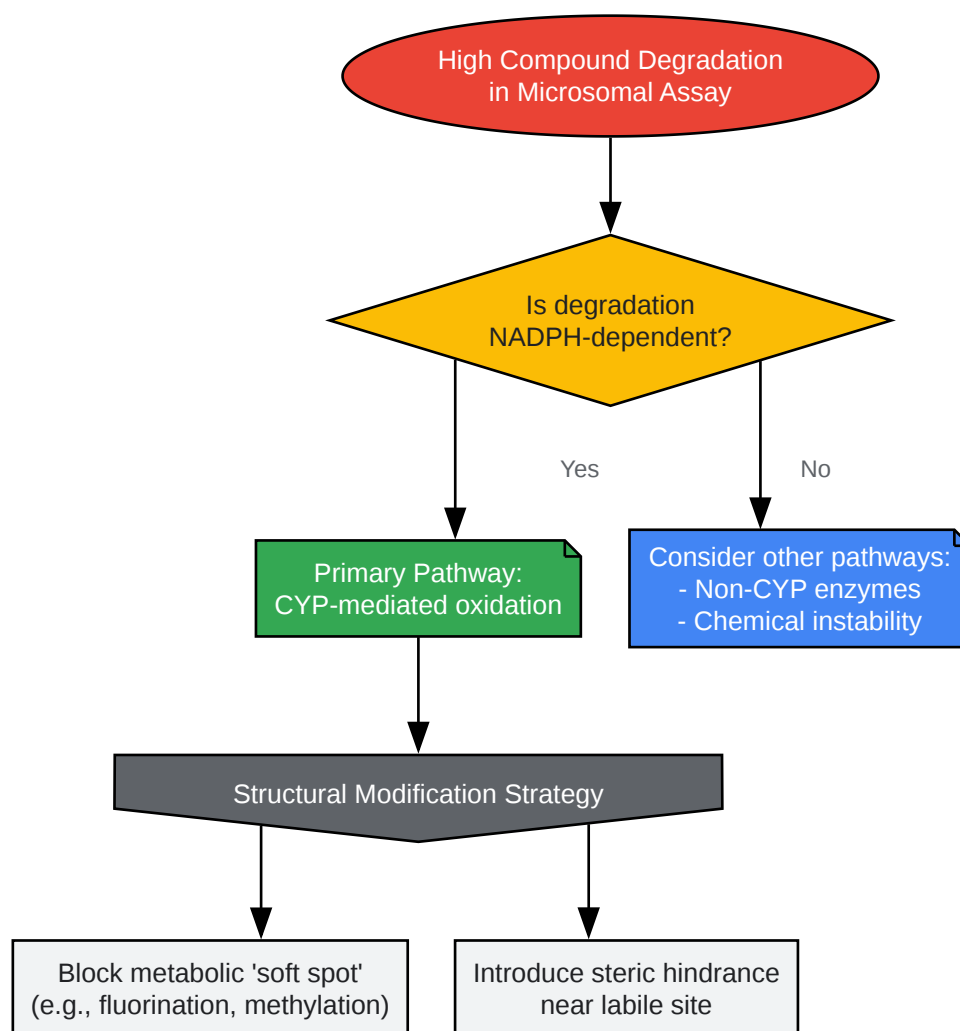 High Compound Degradation
in Microsomal Assay
Is degradation
NADPH-dependent?
Yes
No
Primary Pathway:
CYP-mediated oxidation
Consider other pathways:
- Non-CYP enzymes
- Chemical instability
Structural Modification Strategy
Block metabolic 'soft spot'
(e.g., fluorination, methylation)
Introduce steric hindrance
near labile site